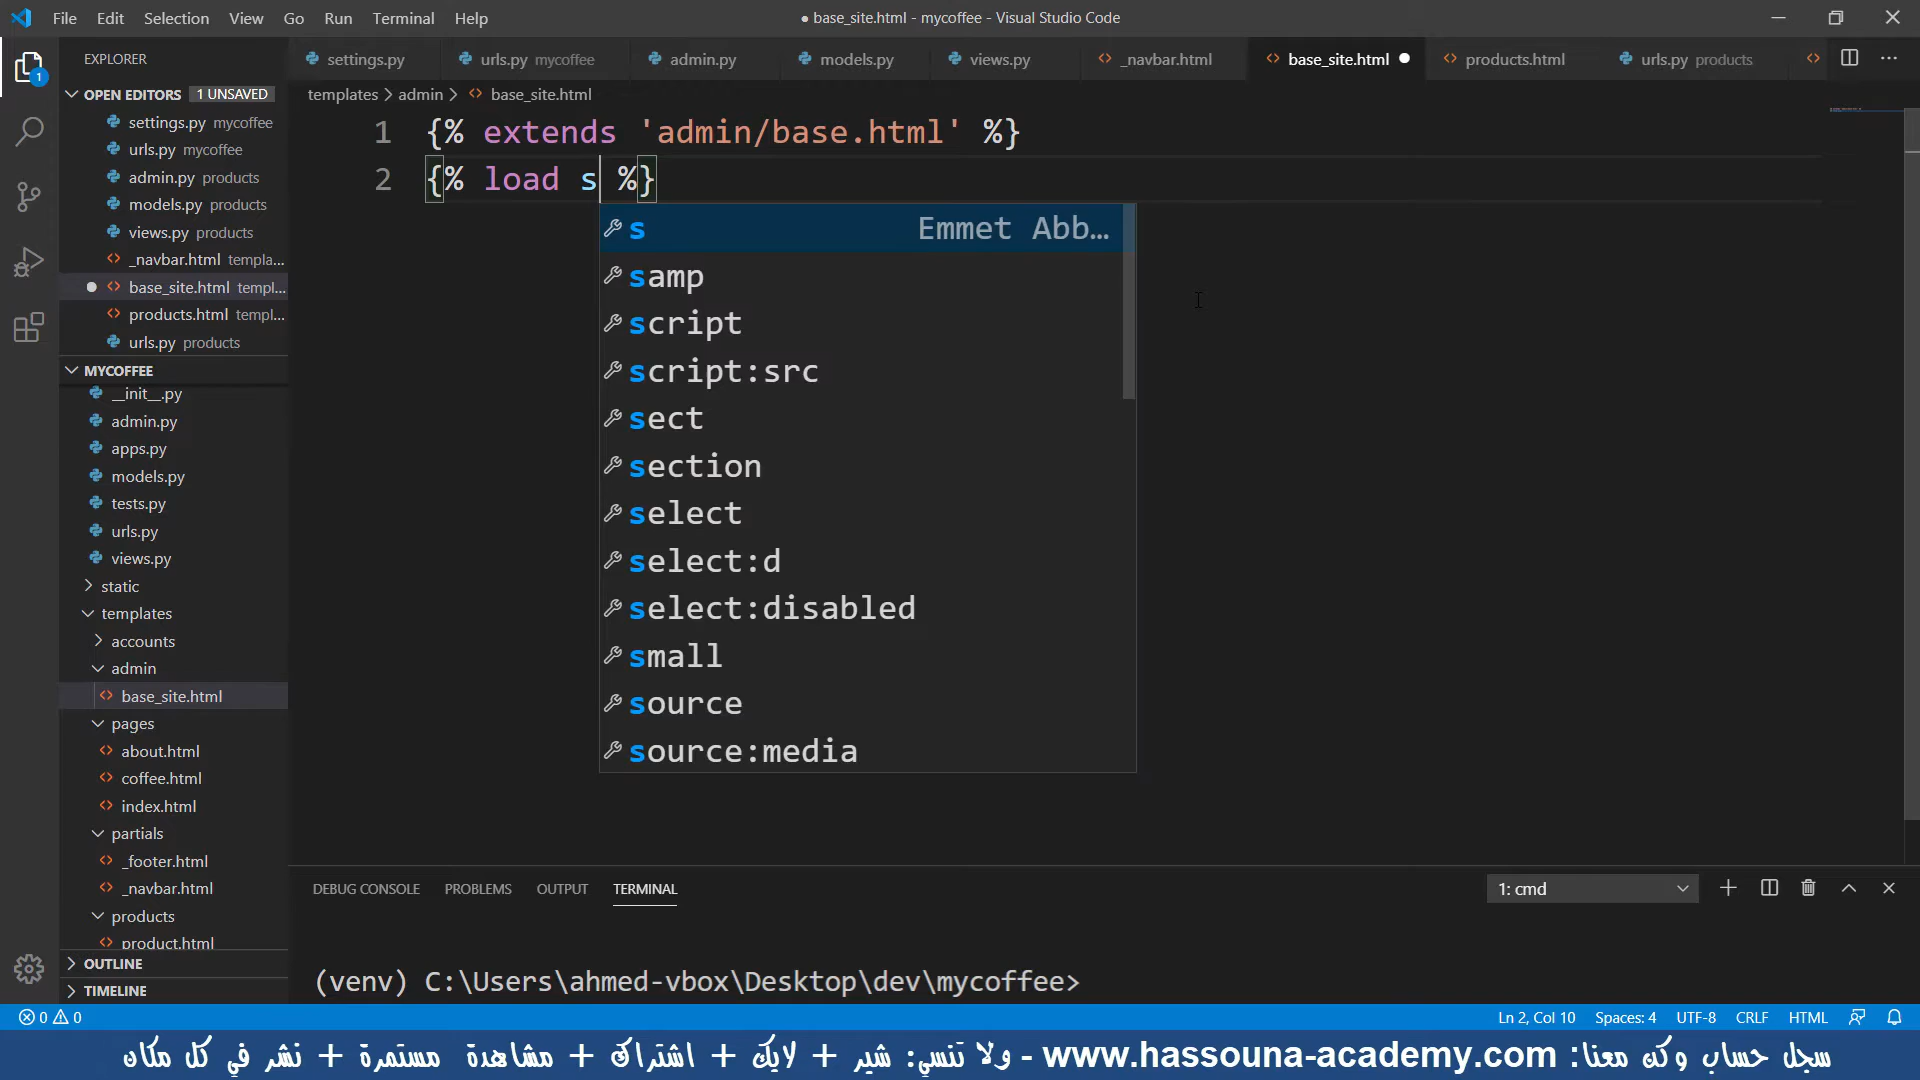 File Edit Selection View Go Run Terminal Help
● base_site.html - mycoffee - Visual Studio Code
EXPLORER
OPEN EDITORS 1 UNSAVED
settings.py mycoffee
urls.py mycoffee
admin.py products
models.py products
views.py products
_navbar.html templa...
base_site.html templ...
products.html templ...
urls.py products
MYCOFFEE
__init__.py
admin.py
apps.py
models.py
tests.py
urls.py
views.py
static
templates
accounts
admin
base_site.html
pages
about.html
coffee.html
index.html
partials
_footer.html
_navbar.html
products
product.html
OUTLINE
TIMELINE
settings.py urls.py mycoffee admin.py models.py views.py _navbar.html base_site.html products.html urls.py products
templates > admin > base_site.html
1 {% extends 'admin/base.html' %}
2 {% load s %}
s Emmet Abb...
samp
script
script:src
sect
section
select
select:d
select:disabled
small
source
source:media
DEBUG CONSOLE PROBLEMS OUTPUT TERMINAL
1: cmd
(venv) C:\Users\ahmed-vbox\Desktop\dev\mycoffee>
0 0 Ln 2, Col 10 Spaces: 4 UTF-8 CRLF HTML
سجل حساب وكن معنا: www.hassouna-academy.com - ولا تنسي: شير + لايك + اشتراك + مشاهدة مستمرة + نشر في كل مكان